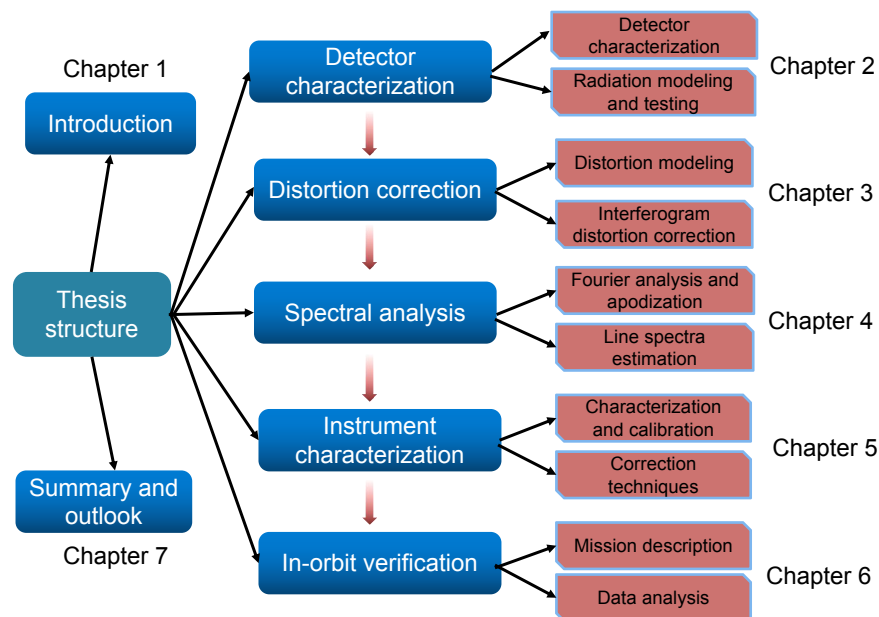 Chapter 1
Introduction
Thesis
structure
Summary and
outlook
Chapter 7
Detector
characterization
Detector
characterization
Radiation modeling
and testing
Chapter 2
Distortion correction
Distortion modeling
Interferogram
distortion correction
Chapter 3
Spectral analysis
Fourier analysis and
apodization
Line spectra
estimation
Chapter 4
Instrument
characterization
Characterization
and calibration
Correction
techniques
Chapter 5
In-orbit verification
Mission description
Data analysis
Chapter 6